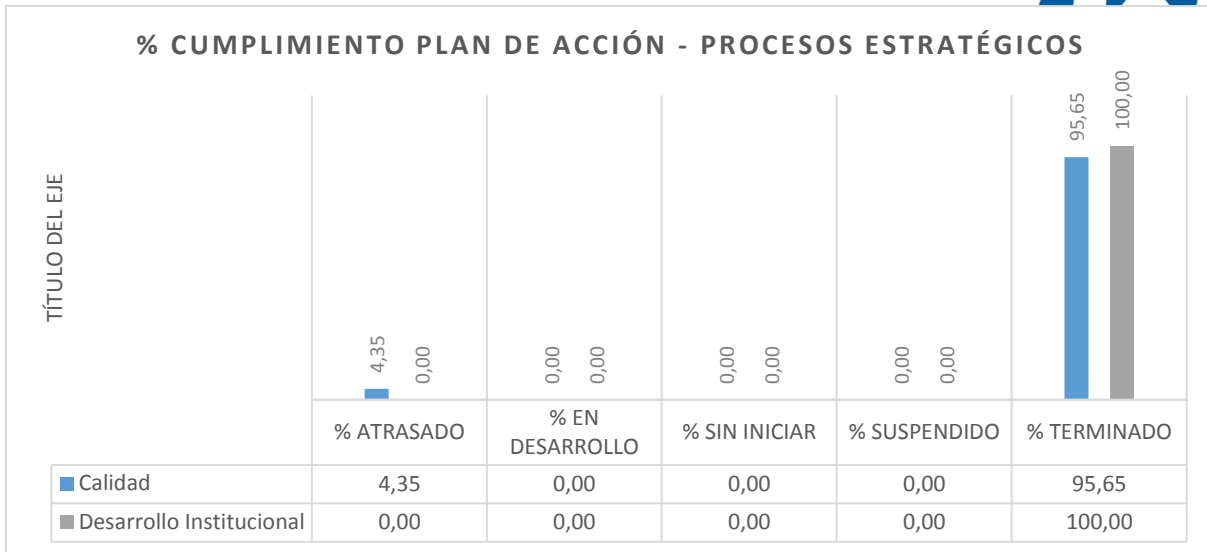 % CUMPLIMIENTO PLAN DE ACCIÓN - PROCESOS ESTRATÉGICOS
TÍTULO DEL EJE
4,35
0,00
0,00
0,00
0,00
0,00
0,00
0,00
95,65
100,00
% ATRASADO
% EN
DESARROLLO
% SIN INICIAR
% SUSPENDIDO
% TERMINADO
Calidad 4,35 0,00 0,00 0,00 95,65
Desarrollo Institucional 0,00 0,00 0,00 0,00 100,00